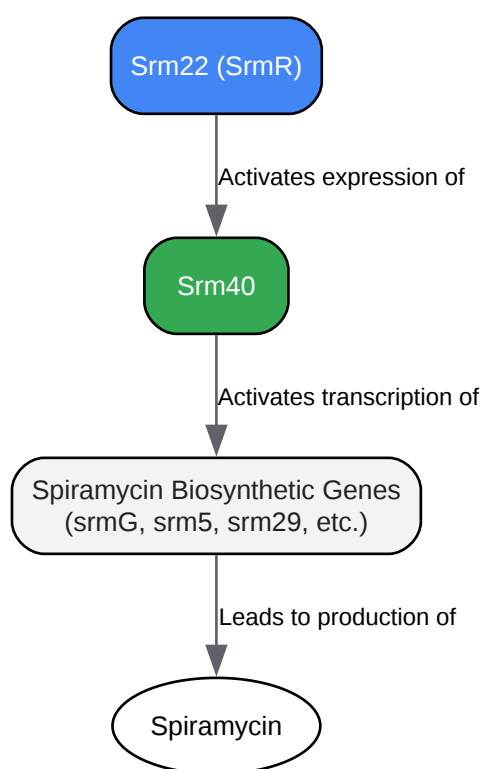 Srm22 (SrmR)
Activates expression of
Srm40
Activates transcription of
Spiramycin Biosynthetic Genes
(srmG, srm5, srm29, etc.)
Leads to production of
Spiramycin